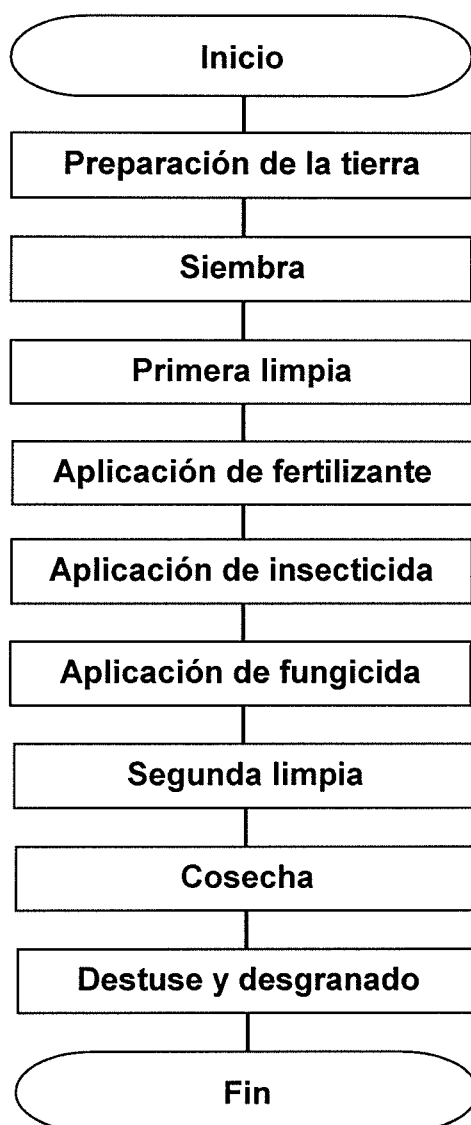 Inicio
Preparación de la tierra
Siembra
Primera limpia
Aplicación de fertilizante
Aplicación de insecticida
Aplicación de fungicida
Segunda limpia
Cosecha
Destuse y desgranado
Fin